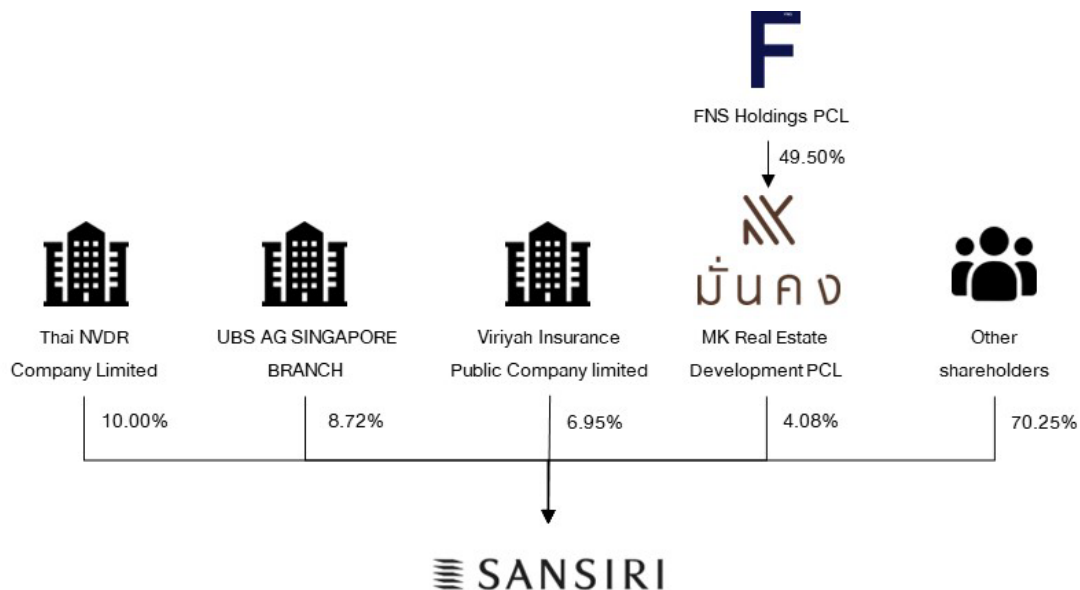 F
FNS Holdings PCL
49.50%
มั่นคง
Thai NVDR
Company Limited
UBS AG SINGAPORE
BRANCH
Viriyah Insurance
Public Company limited
MK Real Estate
Development PCL
Other
shareholders
10.00%
8.72%
6.95%
4.08%
70.25%
SANSIRI